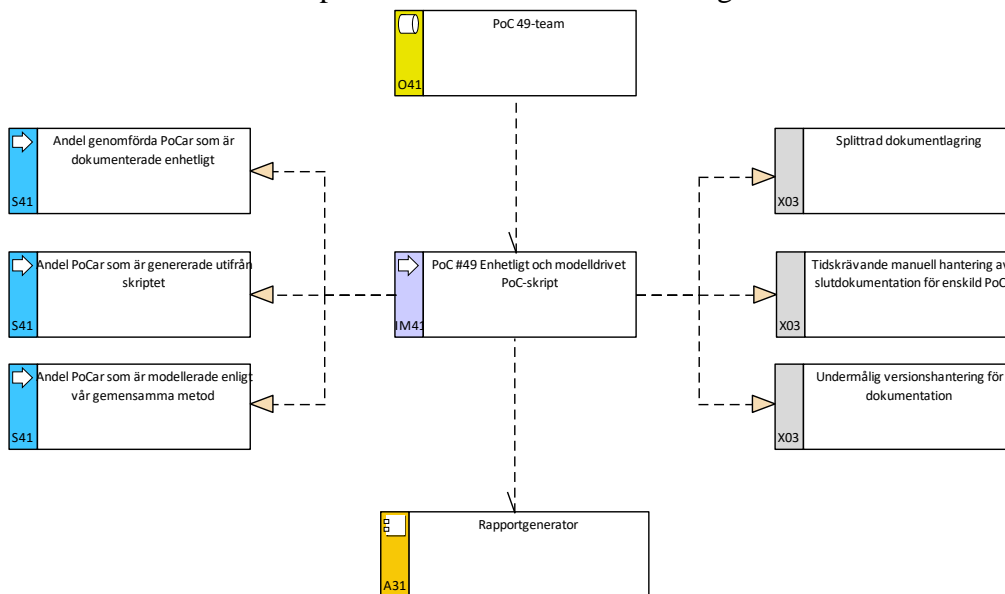 PoC 49-team
O41
Andel genomförda PoCar som är
dokumenterade enhetligt
S41
Splittrad dokumentlagring
X03
Andel PoCar som är genererade utifrån
skriptet
S41
PoC #49 Enhetligt och modelldrivet
PoC-skript
IM41
Tidskrävande manuell hantering av
slutdokumentation för enskild PoC
X03
Andel PoCar som är modellerade enligt
vår gemensamma metod
S41
Undermålig versionshantering för
dokumentation
X03
Rapportgenerator
A31